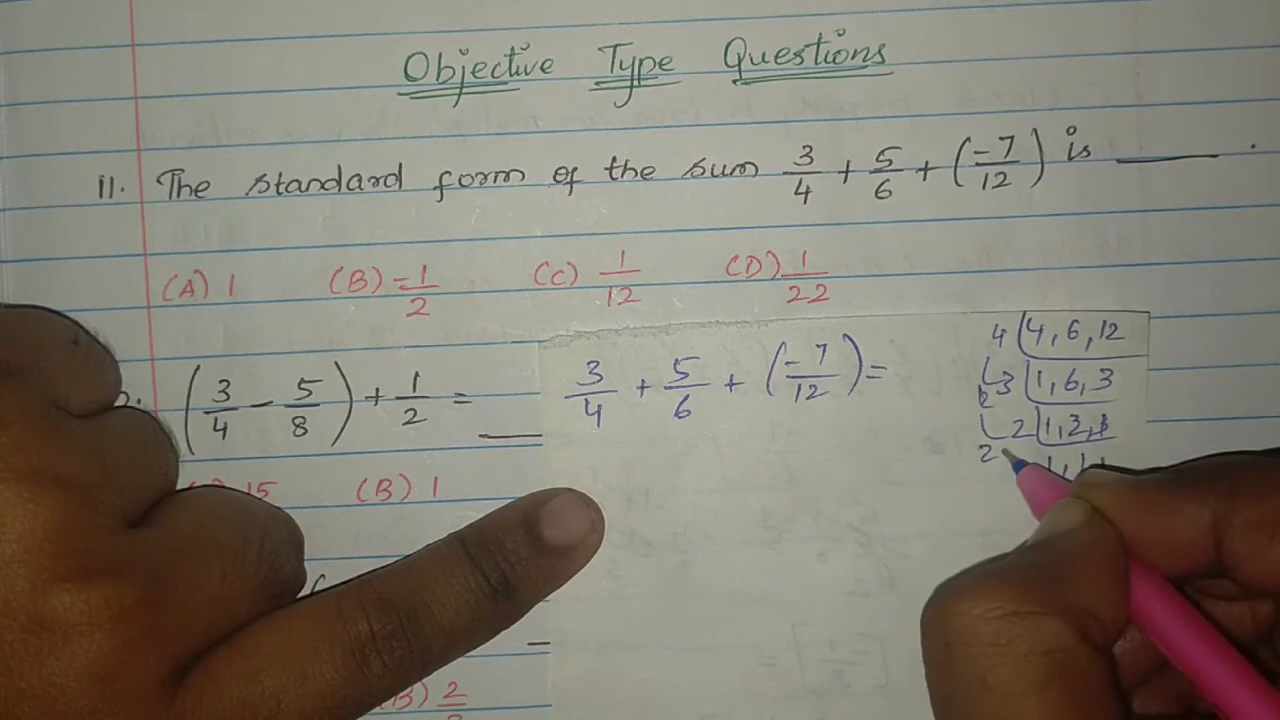 Objective Type Questions
11. The standard form of the sum 3/4 + 5/6 + (-7/12) is ____.
(A) 1 (B) -1/2 (C) 1/12 (D) 1/22
(3/4 - 5/8) + 1/2 = ____
15 (B) 1
(B) 2
3/4 + 5/6 + (-7/12) =
4 | 4, 6, 12
3 | 1, 6, 3
2 | 1, 2, 1